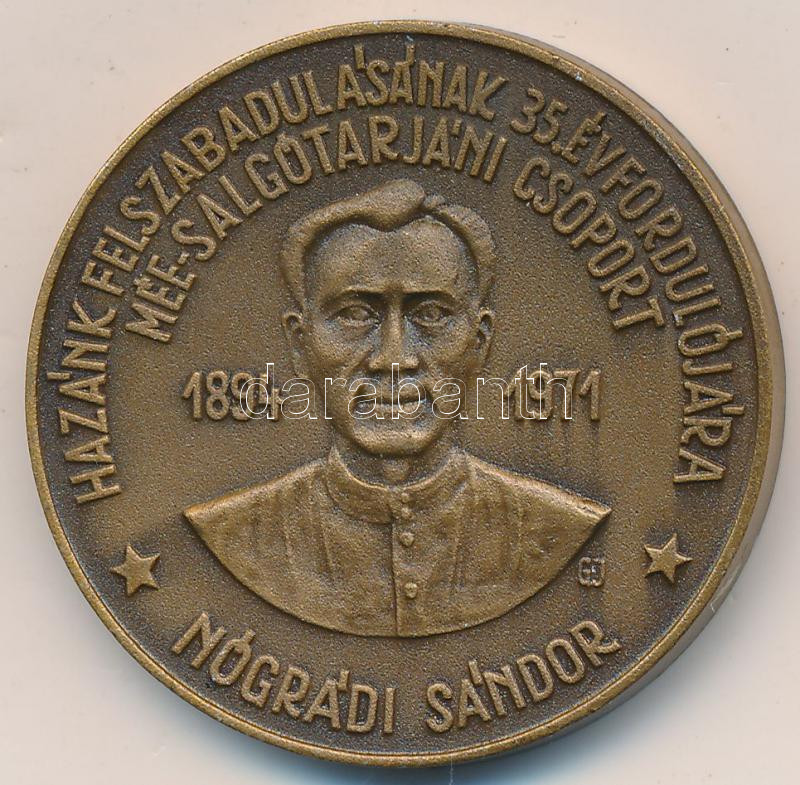 HAZÁNK FELSZABADULÁSÁNAK 35. ÉVFORDULÓJÁRA
MÉE-SALGÓTARJÁNI CSOPORT
1894 1971
darabanth
GJ
NÓGRÁDI SÁNDOR